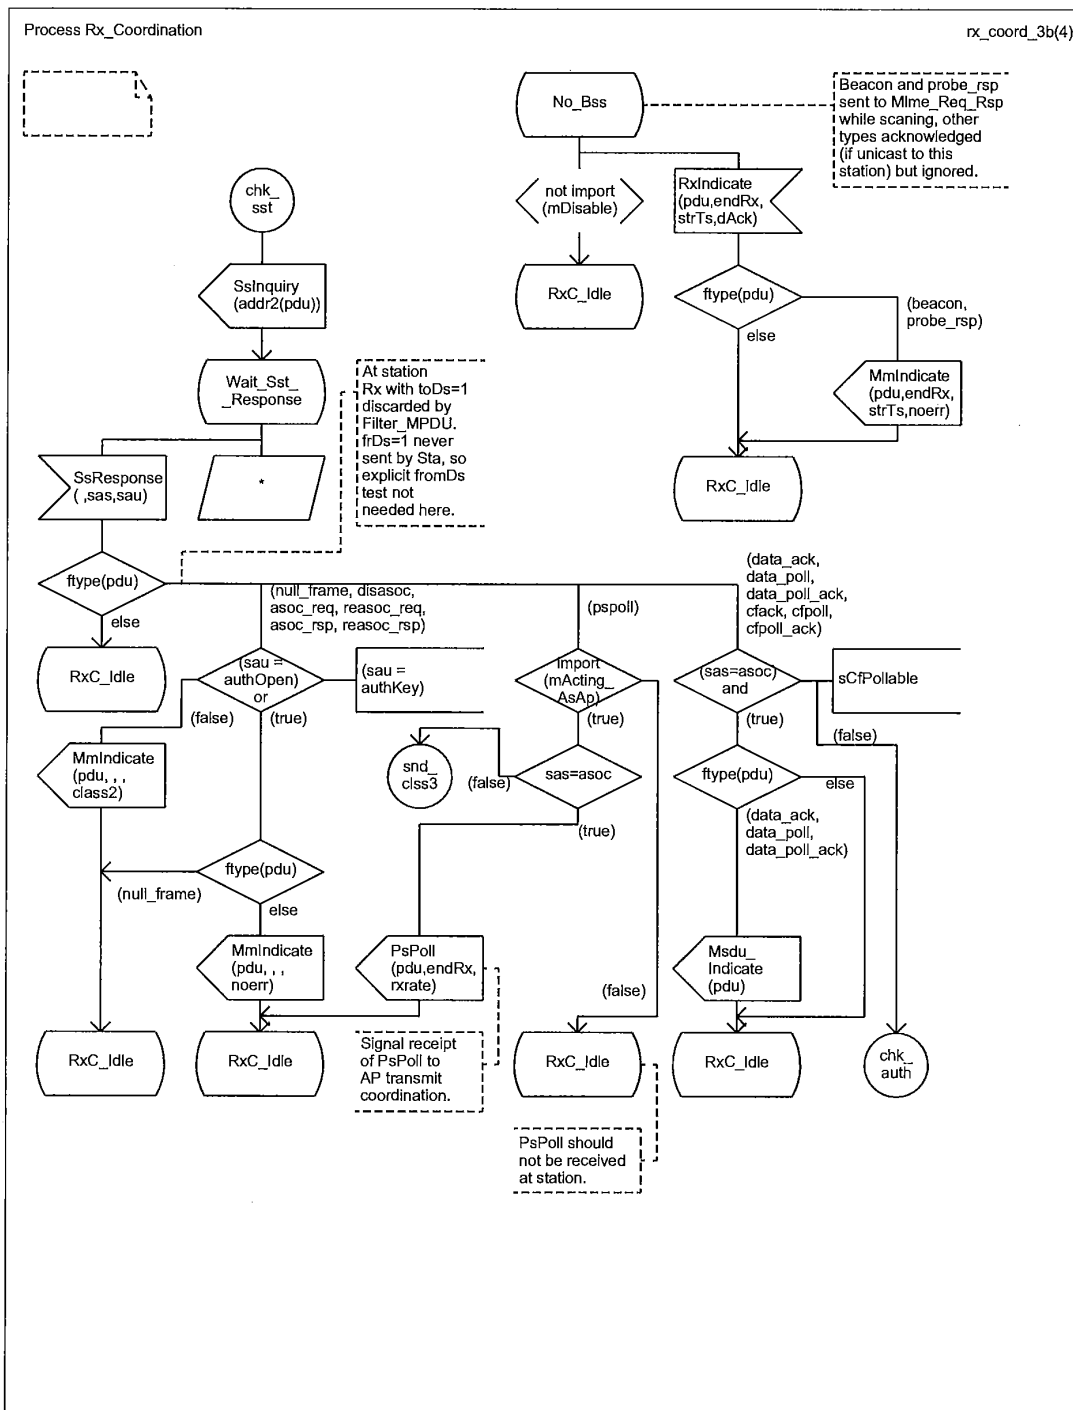 Process Rx_Coordination
rx_coord_3b(4)
No_Bss
Beacon and probe_rsp
sent to Mlme_Req_Rsp
while scaning, other
types acknowledged
(if unicast to this
station) but ignored.
chk_
sst
not import
(mDisable)
RxIndicate
(pdu,endRx,
strTs,dAck)
SsInquiry
(addr2(pdu))
RxC_Idle
ftype(pdu)
(beacon,
probe_rsp)
else
Wait_Sst_
_Response
At station
Rx with toDs=1
discarded by
Filter_MPDU.
frDs=1 never
sent by Sta, so
explicit fromDs
test not
needed here.
MmIndicate
(pdu,endRx,
strTs,noerr)
SsResponse
( ,sas,sau)
*
RxC_Idle
ftype(pdu)
else
(null_frame, disasoc,
asoc_req, reasoc_req,
asoc_rsp, reasoc_rsp)
(pspoll)
(data_ack,
data_poll,
data_poll_ack,
cfack, cfpoll,
cfpoll_ack)
RxC_Idle
(sau =
authOpen)
or
(sau =
authKey)
(false)
(true)
import
(mActing_
_AsAp)
(true)
(sas=asoc)
and
sCfPollable
(true)
(false)
MmIndicate
(pdu, , ,
class2)
snd_
clss3
(false)
sas=asoc
(true)
ftype(pdu)
else
(data_ack,
data_poll,
data_poll_ack)
ftype(pdu)
(null_frame)
else
MmIndicate
(pdu, , ,
noerr)
PsPoll
(pdu,endRx,
rxrate)
(false)
Msdu_
_Indicate
(pdu)
RxC_Idle
RxC_Idle
Signal receipt
of PsPoll to
AP transmit
coordination.
RxC_Idle
RxC_Idle
chk_
auth
PsPoll should
not be received
at station.